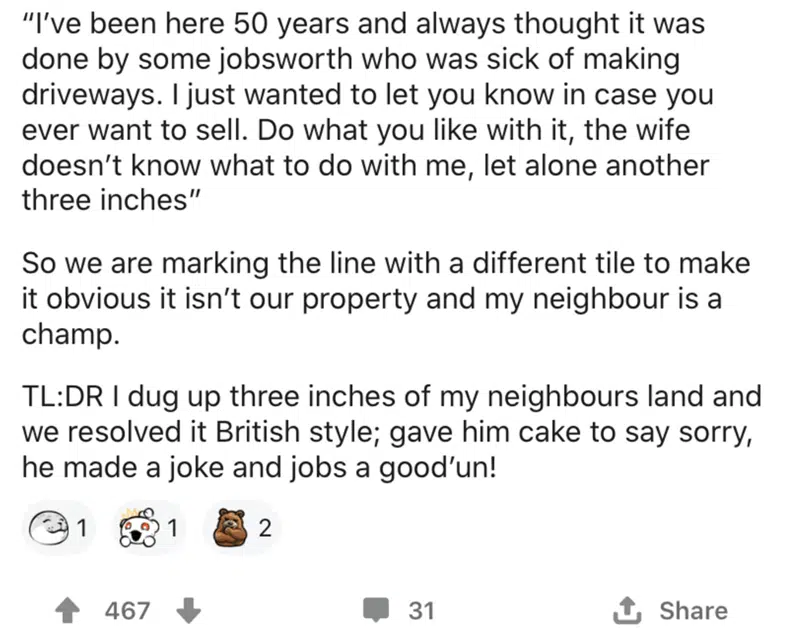 “I’ve been here 50 years and always thought it was
done by some jobsworth who was sick of making
driveways. I just wanted to let you know in case you
ever want to sell. Do what you like with it, the wife
doesn’t know what to do with me, let alone another
three inches”
So we are marking the line with a different tile to make
it obvious it isn’t our property and my neighbour is a
champ.
TL:DR I dug up three inches of my neighbours land and
we resolved it British style; gave him cake to say sorry,
he made a joke and jobs a good’un!
1 1 2
467 31 Share